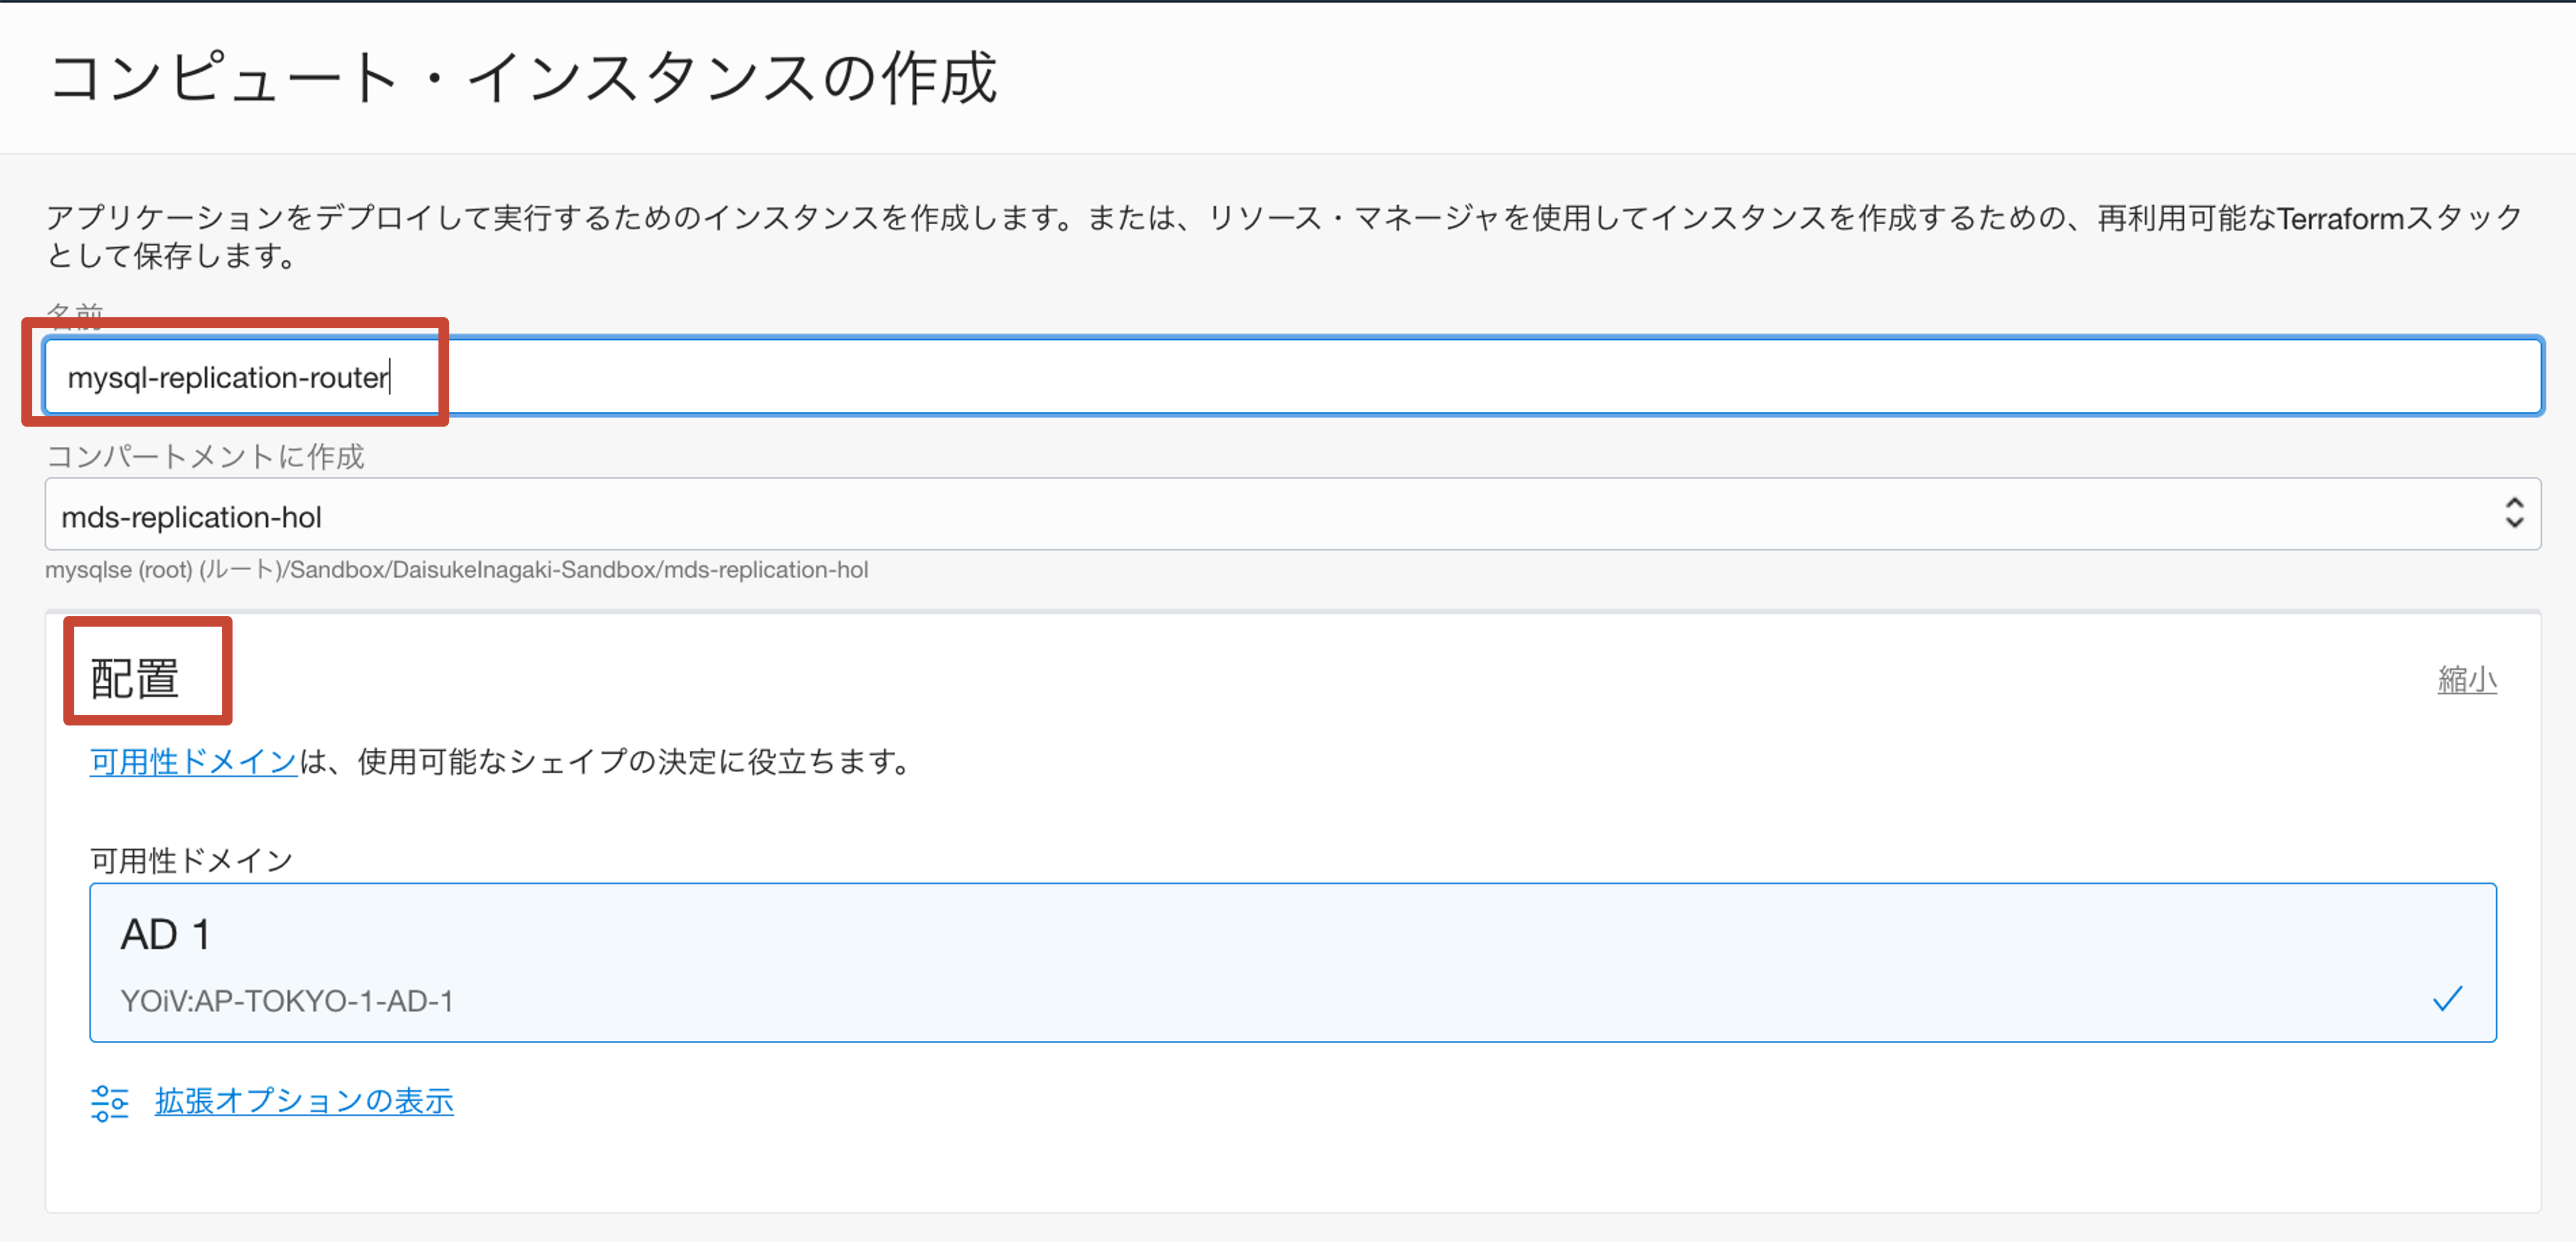 コンピュート・インスタンスの作成
アプリケーションをデプロイして実行するためのインスタンスを作成します。または、リソース・マネージャを使用してインスタンスを作成するための、再利用可能なTerraformスタック
として保存します。
名前
mysql-replication-router
コンパートメントに作成
mds-replication-hol
mysqlse (root) (ルート)/Sandbox/DaisukeInagaki-Sandbox/mds-replication-hol
配置
縮小
可用性ドメインは、使用可能なシェイプの決定に役立ちます。
可用性ドメイン
AD 1
YOiV:AP-TOKYO-1-AD-1
拡張オプションの表示